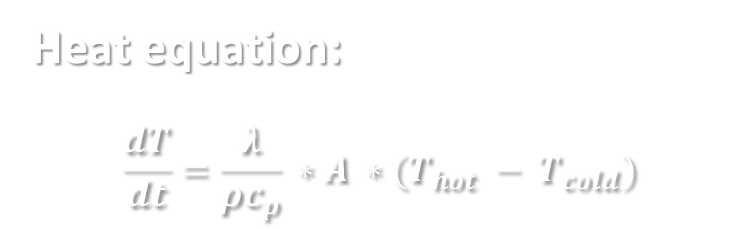 Heat equation:
dT/dt = λ/ρc_p * A * (T_hot − T_cold)